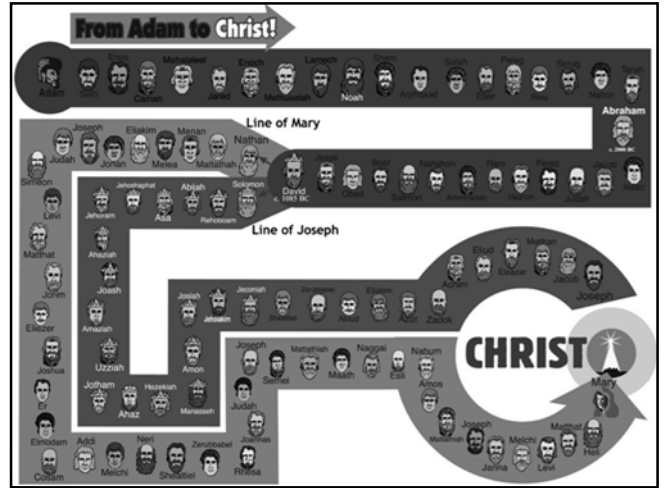 From Adam to Christ!
Adam
Seth
Enos
Cainan
Mahalaleel
Jared
Enoch
Methuselah
Lamech
Noah
Shem
Arphaxad
Salah
Eber
Peleg
Reu
Serug
Nahor
Terah
Abraham
c. 2000 BC
Isaac
Jacob
Judah
Perez
Hezron
Ram
Amminadab
Nahshon
Salmon
Boaz
Obed
Jesse
David
c. 1085 BC
Line of Mary
Nathan
Mattathah
Menan
Melea
Eliakim
Jonan
Joseph
Judah
Simeon
Levi
Matthat
Jorim
Eliezer
Joshua
Er
Elmodam
Cosam
Addi
Melchi
Neri
Shealtiel
Zerubbabel
Rhesa
Joannas
Judah
Joseph
Semei
Mattathiah
Maath
Naggai
Esli
Nahum
Amos
Mattathiah
Joseph
Janna
Melchi
Levi
Matthat
Heli
Mary
Line of Joseph
Solomon
Rehoboam
Abijah
Asa
Jehoshaphat
Jehoram
Ahaziah
Joash
Amaziah
Uzziah
Jotham
Ahaz
Hezekiah
Manasseh
Amon
Josiah
Jehoiakim
Jeconiah
Shealtiel
Zerubbabel
Abiud
Eliakim
Azor
Zadok
Achim
Eliud
Eleazar
Matthan
Jacob
Joseph
CHRIST